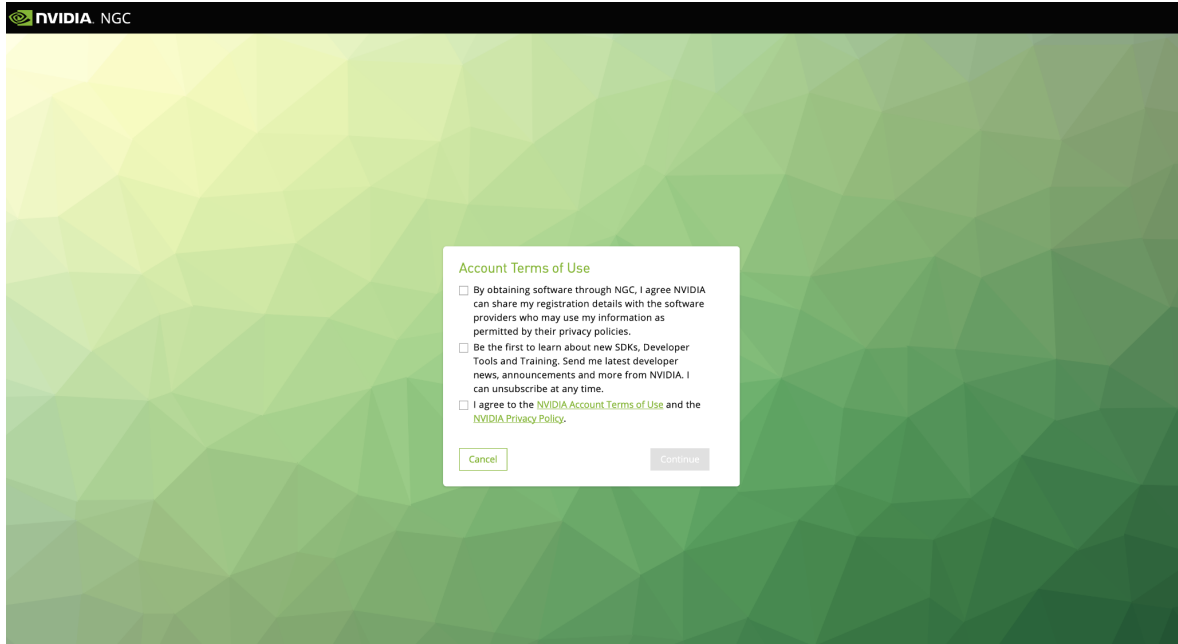 NVIDIA. NGC
Account Terms of Use
By obtaining software through NGC, I agree NVIDIA
can share my registration details with the software
providers who may use my information as
permitted by their privacy policies.
Be the first to learn about new SDKs, Developer
Tools and Training. Send me latest developer
news, announcements and more from NVIDIA. I
can unsubscribe at any time.
I agree to the NVIDIA Account Terms of Use and the
NVIDIA Privacy Policy.
Cancel
Continue